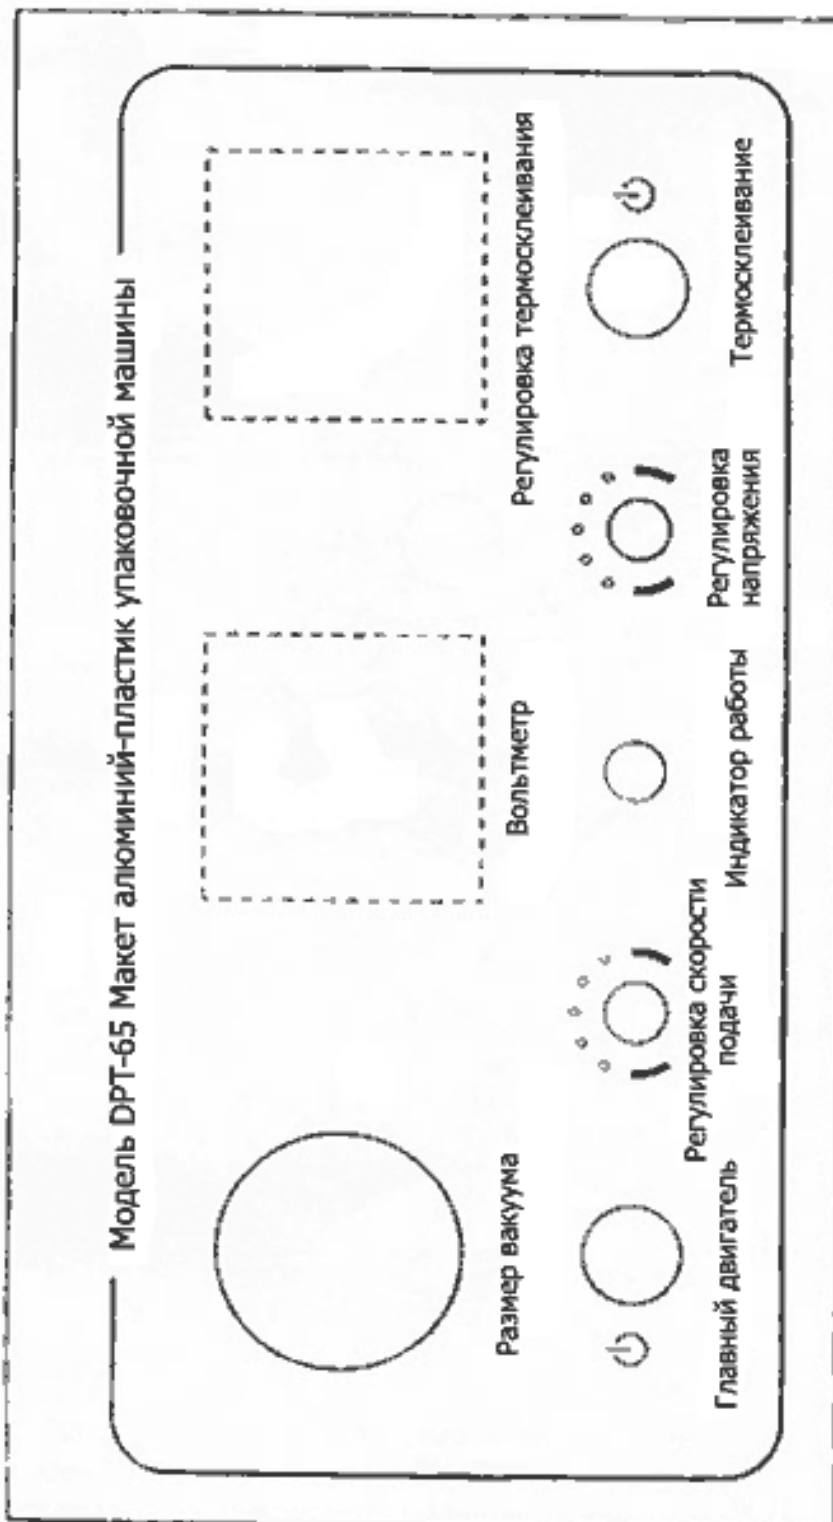 Модель DPT-65 Макет алюминий-пластик упаковочной машины
Размер вакуума
Вольтметр
Регулировка термосклеивания
Главный двигатель
Регулировка скорости
подачи
Индикатор работы
Регулировка
напряжения
Термосклеивание